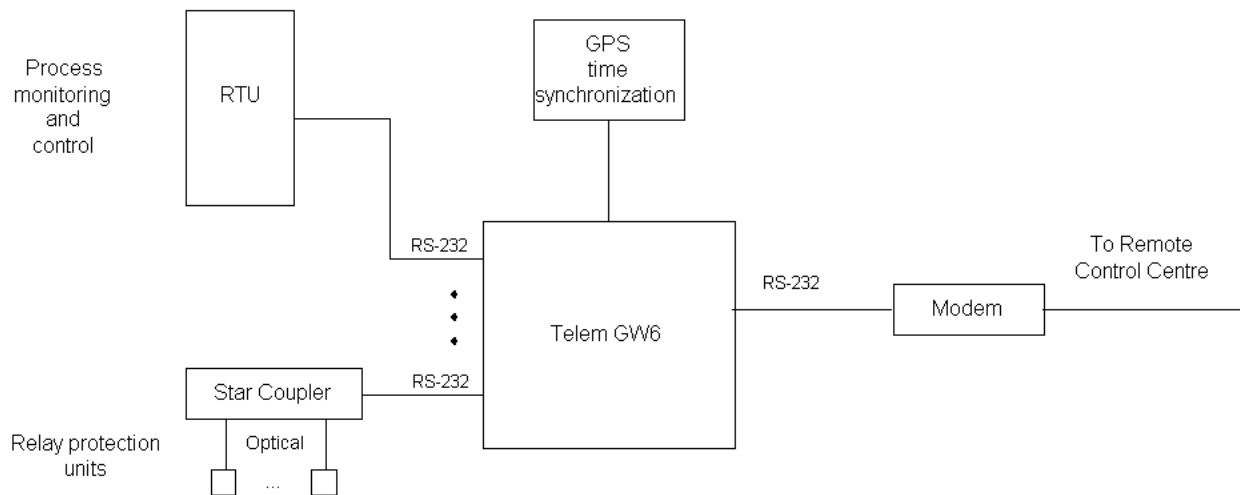 Process
monitoring
and
control
RTU
GPS
time
synchronization
RS-232
RS-232
To Remote
Control Centre
Modem
Telem GW6
RS-232
Star Coupler
Optical
Relay protection
units
...